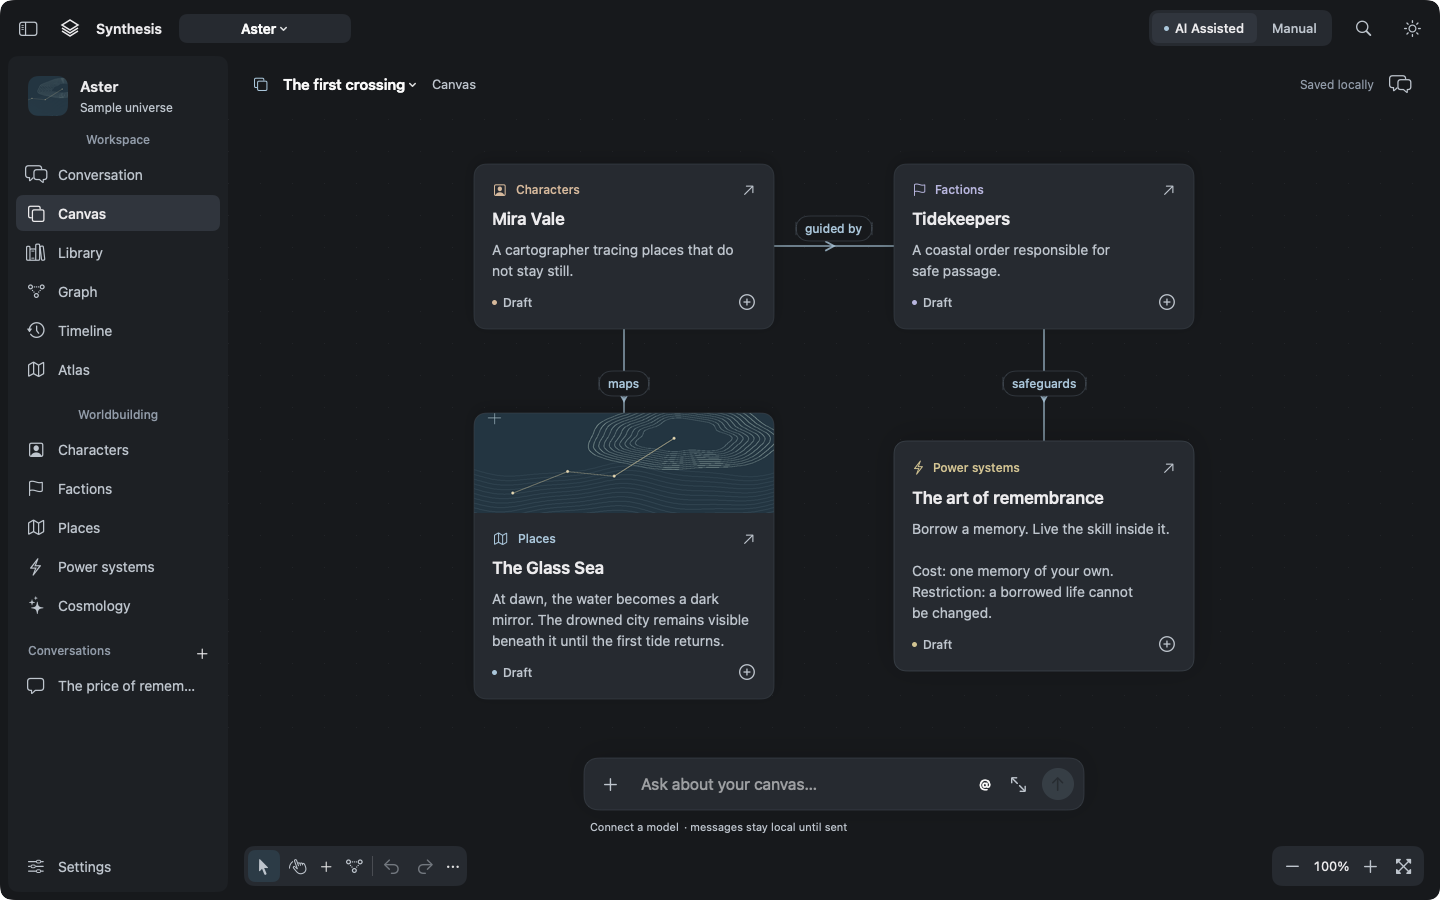 Synthesis
Aster
AI Assisted
Manual
Aster
Sample universe
Workspace
Conversation
Canvas
Library
Graph
Timeline
Atlas
Worldbuilding
Characters
Factions
Places
Power systems
Cosmology
Conversations
The price of remem...
Settings
The first crossing
Canvas
Saved locally
Characters
Mira Vale
A cartographer tracing places that do
not stay still.
Draft
guided by
Factions
Tidekeepers
A coastal order responsible for
safe passage.
Draft
maps
safeguards
Places
The Glass Sea
At dawn, the water becomes a dark
mirror. The drowned city remains visible
beneath it until the first tide returns.
Draft
Power systems
The art of remembrance
Borrow a memory. Live the skill inside it.
Cost: one memory of your own.
Restriction: a borrowed life cannot
be changed.
Draft
Ask about your canvas...
@
Connect a model · messages stay local until sent
100%